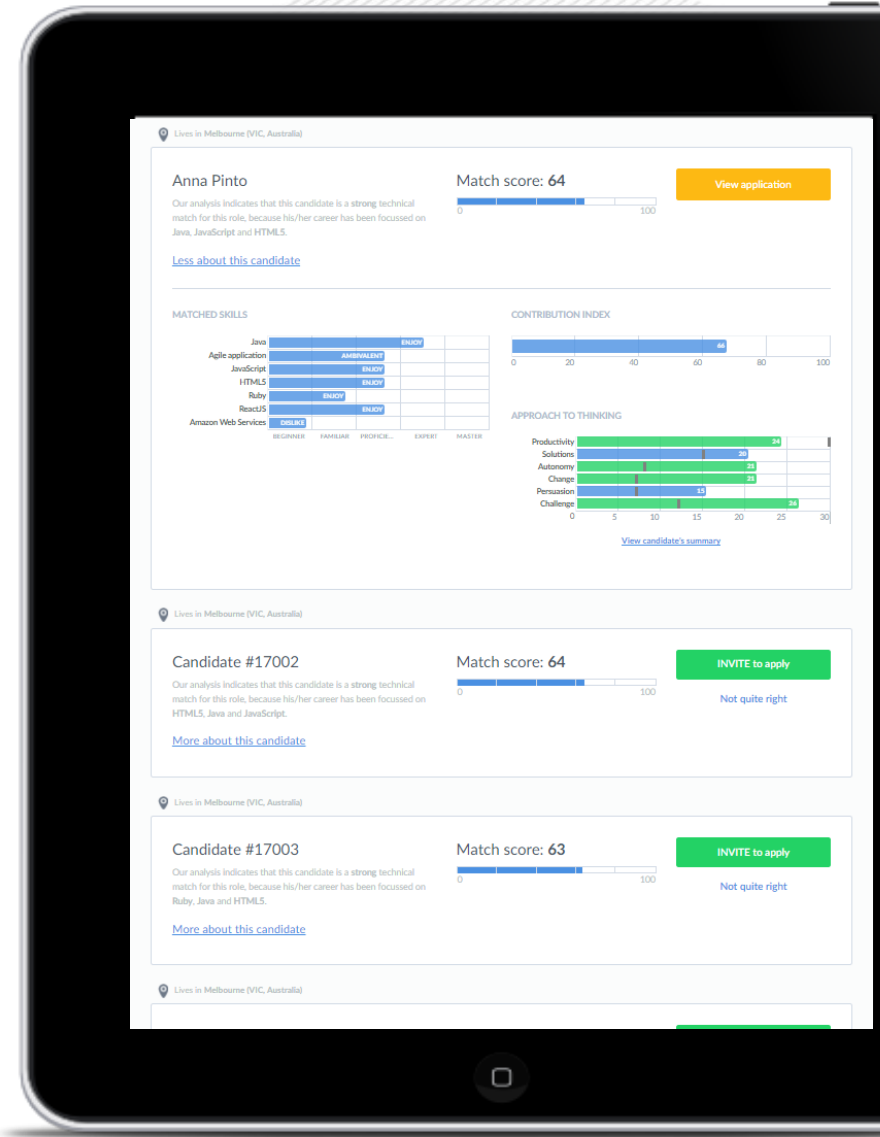 Lives in Melbourne (VIC, Australia)
Anna Pinto
Our analysis indicates that this candidate is a strong technical
match for this role, because his/her career has been focussed on
Java, JavaScript and HTML5.
Less about this candidate
Match score: 64
0 100
View application
MATCHED SKILLS
Java ENJOY
Agile application AMBIVALENT
JavaScript ENJOY
HTML5 ENJOY
Ruby ENJOY
ReactJS ENJOY
Amazon Web Services DISLIKE
BEGINNER FAMILIAR PROFICIE... EXPERT MASTER
CONTRIBUTION INDEX
66
0 20 40 60 80 100
APPROACH TO THINKING
Productivity 24
Solutions 20
Autonomy 21
Change 21
Persuasion 15
Challenge 26
0 5 10 15 20 25 30
View candidate's summary
Lives in Melbourne (VIC, Australia)
Candidate #17002
Our analysis indicates that this candidate is a strong technical
match for this role, because his/her career has been focussed on
HTML5, Java and JavaScript.
More about this candidate
Match score: 64
0 100
INVITE to apply
Not quite right
Lives in Melbourne (VIC, Australia)
Candidate #17003
Our analysis indicates that this candidate is a strong technical
match for this role, because his/her career has been focussed on
Ruby, Java and HTML5.
More about this candidate
Match score: 63
0 100
INVITE to apply
Not quite right
Lives in Melbourne (VIC, Australia)